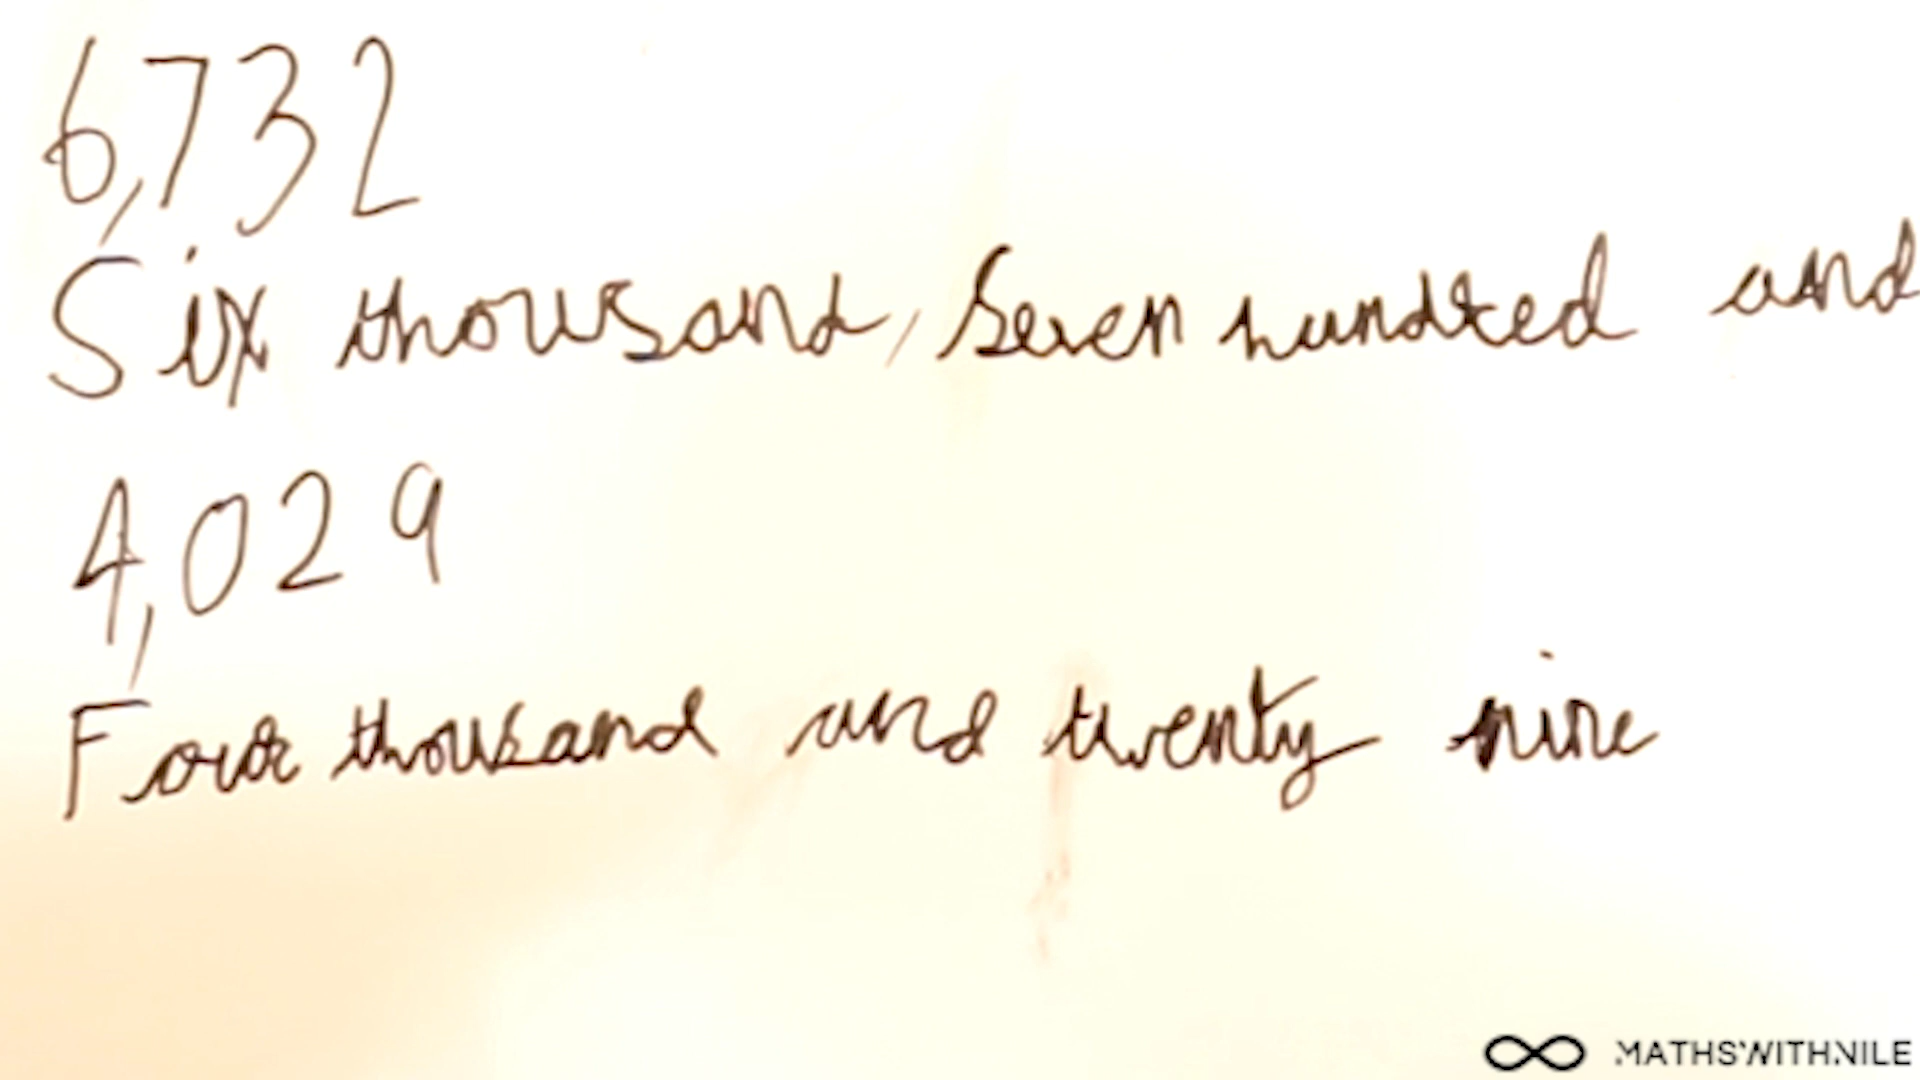 6,732
Six thousand, Seven hundred and
4,029
Four thousand and twenty nine
MATHSWITHNILE